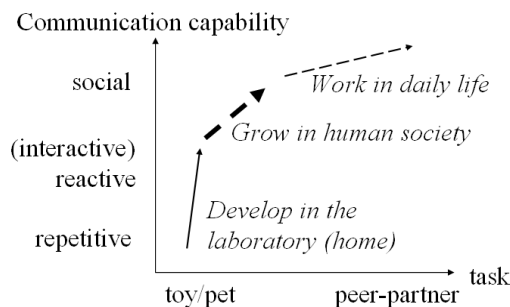 Communication capability
social
Work in daily life
Grow in human society
(interactive)
reactive
Develop in the
laboratory (home)
repetitive
task
toy/pet
peer-partner